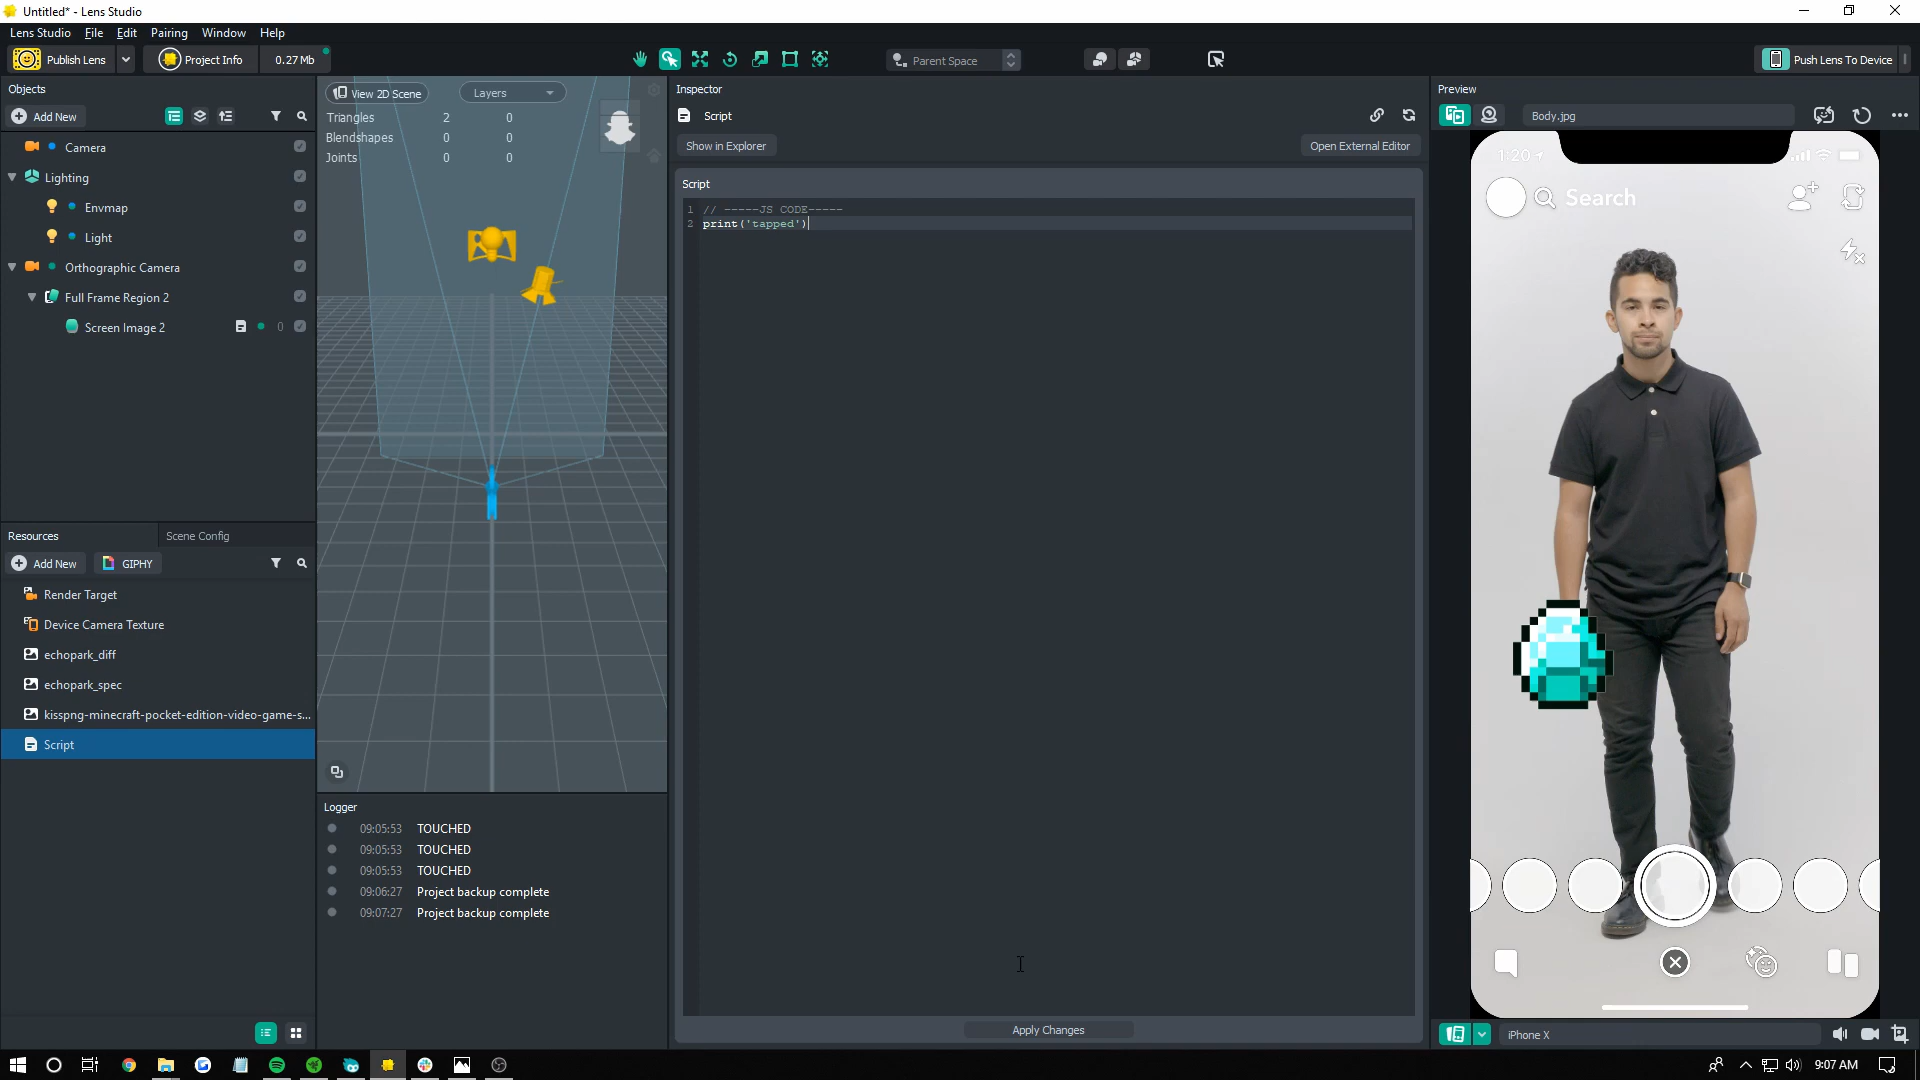 Untitled* - Lens Studio
Lens Studio File Edit Pairing Window Help
Publish Lens Project Info 0.27 Mb Parent Space Push Lens To Device
Objects
Add New
Camera
Lighting
Envmap
Light
Orthographic Camera
Full Frame Region 2
Screen Image 2 0
Resources Scene Config
Add New GIPHY
Render Target
Device Camera Texture
echopark_diff
echopark_spec
kisspng-minecraft-pocket-edition-video-game-s...
Script
View 2D Scene Layers
Triangles 2 0
Blendshapes 0 0
Joints 0 0
Logger
09:05:53 TOUCHED
09:05:53 TOUCHED
09:05:53 TOUCHED
09:06:27 Project backup complete
09:07:27 Project backup complete
Inspector
Script
Show in Explorer Open External Editor
Script
1 // -----JS CODE-----
2 print('tapped')
Apply Changes
Preview
Body.jpg
1:20
Search
iPhone X
9:07 AM